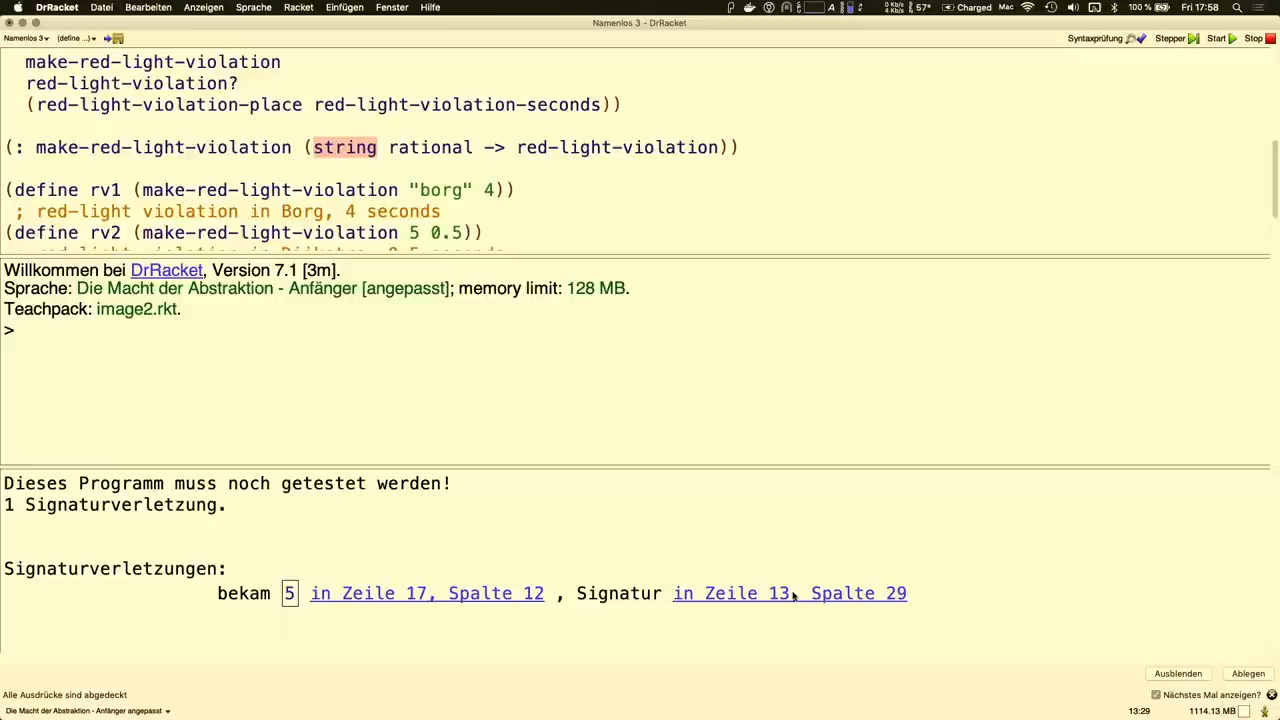 DrRacket Datei Bearbeiten Anzeigen Sprache Racket Einfügen Fenster Hilfe 0 Kb/s 0 Kb/s 57° Charged Mac 100 % Fri 17:58
Namenlos 3 - DrRacket
Namenlos 3 (define ...) Syntaxprüfung Stepper Start Stop
make-red-light-violation
red-light-violation?
(red-light-violation-place red-light-violation-seconds))
(: make-red-light-violation (string rational -> red-light-violation))
(define rv1 (make-red-light-violation "borg" 4))
; red-light violation in Borg, 4 seconds
(define rv2 (make-red-light-violation 5 0.5))
Willkommen bei DrRacket, Version 7.1 [3m].
Sprache: Die Macht der Abstraktion - Anfänger [angepasst]; memory limit: 128 MB.
Teachpack: image2.rkt.
>
Dieses Programm muss noch getestet werden!
1 Signaturverletzung.
Signaturverletzungen:
bekam 5 in Zeile 17, Spalte 12 , Signatur in Zeile 13, Spalte 29
Ausblenden Ablegen
Alle Ausdrücke sind abgedeckt Nächstes Mal anzeigen?
Die Macht der Abstraktion - Anfänger angepasst 13:29 1114.13 MB